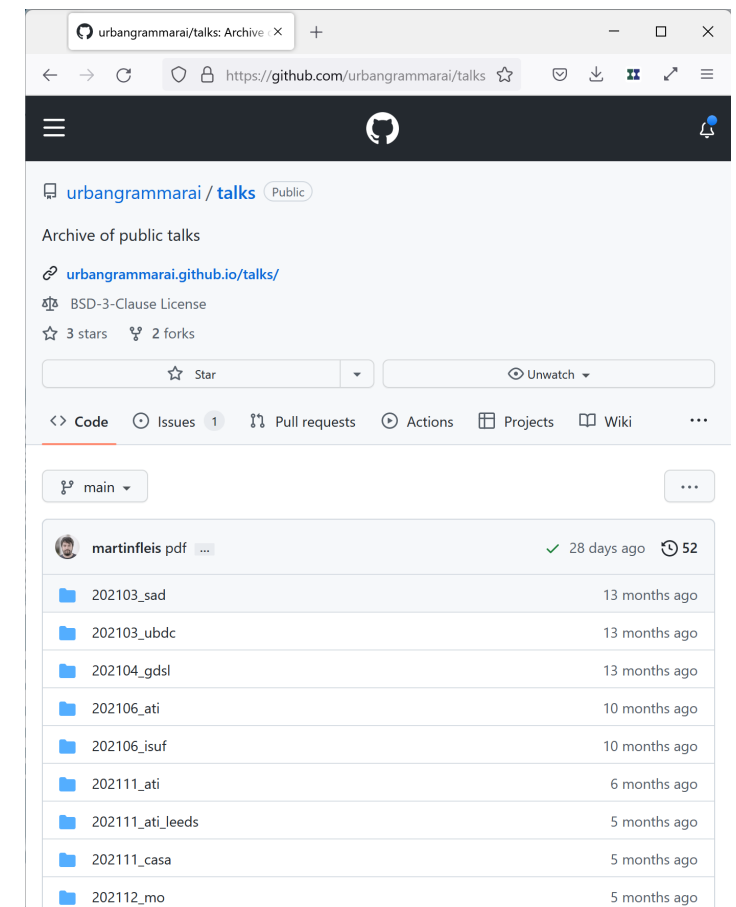 urbangrammarai/talks: Archive
https://github.com/urbangrammarai/talks
urbangrammarai / talks Public
Archive of public talks
urbangrammarai.github.io/talks/
BSD-3-Clause License
3 stars 2 forks
Star Unwatch
Code Issues 1 Pull requests Actions Projects Wiki ...
main ...
martinfleis pdf ... 28 days ago 52
202103_sad 13 months ago
202103_ubdc 13 months ago
202104_gdsl 13 months ago
202106_ati 10 months ago
202106_isuf 10 months ago
202111_ati 6 months ago
202111_ati_leeds 5 months ago
202111_casa 5 months ago
202112_mo 5 months ago